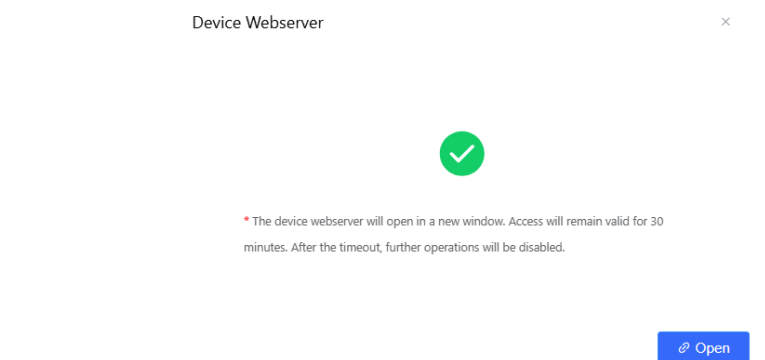 Device Webserver
* The device webserver will open in a new window. Access will remain valid for 30
minutes. After the timeout, further operations will be disabled.
Open